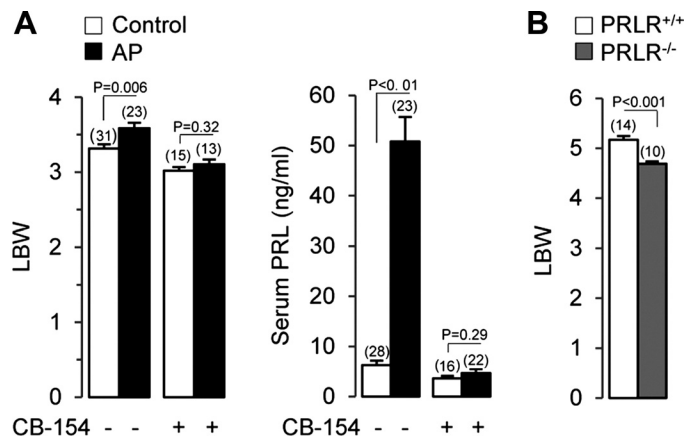 A
Control
AP
LBW
4
3
2
1
0
P=0.006
(31)
(23)
P=0.32
(15)
(13)
CB-154 - - + +
Serum PRL (ng/ml)
60
50
40
30
20
10
0
P<.01
(28)
(23)
P=0.29
(16)
(22)
CB-154 - - + +
B
PRLR+/+
PRLR-/-
LBW
6
5
4
3
2
1
0
P<0.001
(14)
(10)